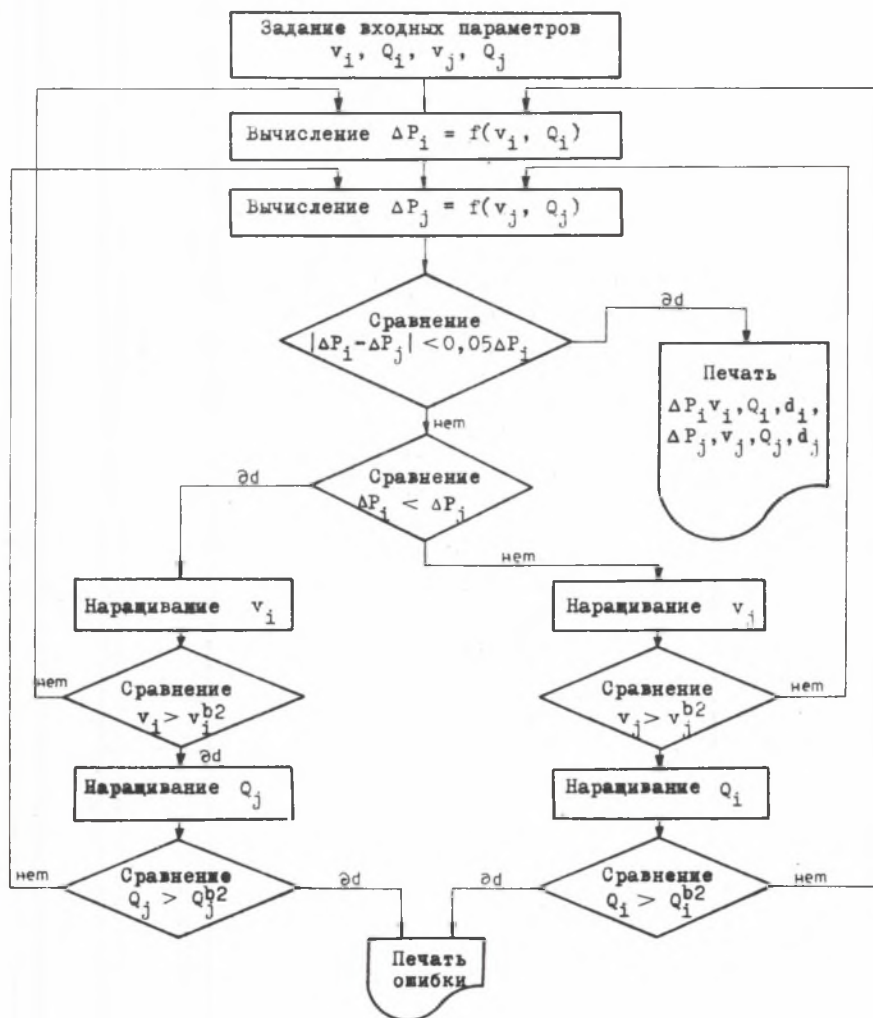 Задание входных параметров
v_i, Q_i, v_j, Q_j
Вычисление ΔP_i = f(v_i, Q_i)
Вычисление ΔP_j = f(v_j, Q_j)
Сравнение
|ΔP_i-ΔP_j| <0,05ΔP_i
да
Печать
ΔP_i v_i, Q_i, d_i,
ΔP_j, v_j, Q_j, d_j
нет
Сравнение
ΔP_i < ΔP_j
да
нет
Наращивание v_i
Наращивание v_j
Сравнение
v_i > v_i^b2
нет
да
Сравнение
v_j > v_j^b2
нет
Наращивание Q_j
Наращивание Q_i
Сравнение
Q_j > Q_j^b2
нет
да
Сравнение
Q_i > Q_i^b2
да
нет
Печать
ошибки